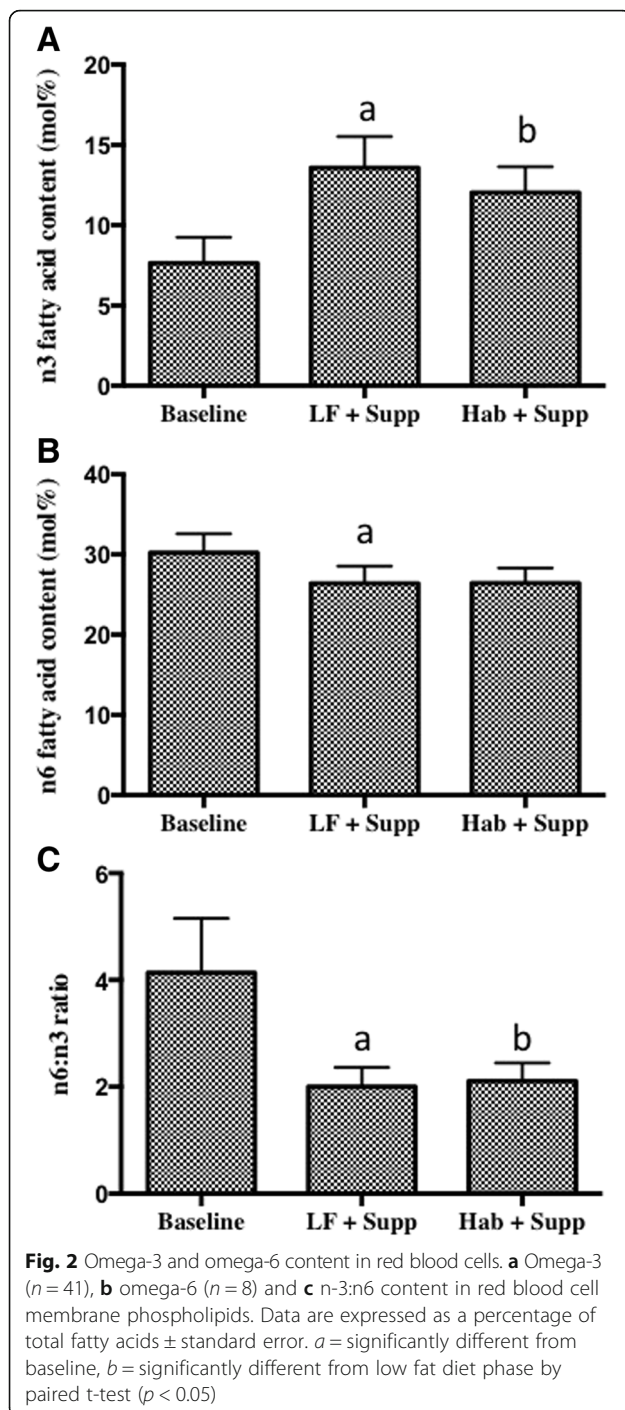 A
n3 fatty acid content (mol%)
20
15
10
5
0
a
b
Baseline LF + Supp Hab + Supp
B
n6 fatty acid content (mol%)
40
30
20
10
0
a
Baseline LF + Supp Hab + Supp
C
n6:n3 ratio
6
4
2
0
a
b
Baseline LF + Supp Hab + Supp
Fig. 2 Omega-3 and omega-6 content in red blood cells. a Omega-3
(n = 41), b omega-6 (n = 8) and c n-3:n6 content in red blood cell
membrane phospholipids. Data are expressed as a percentage of
total fatty acids ± standard error. a = significantly different from
baseline, b = significantly different from low fat diet phase by
paired t-test (p < 0.05)